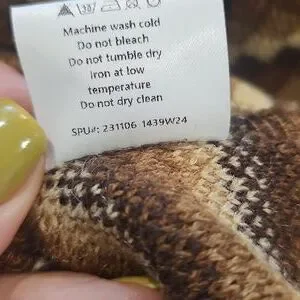 Machine wash cold
Do not bleach
Do not tumble dry
Iron at low
temperature
Do not dry clean
SPU#: 231106 1439W24